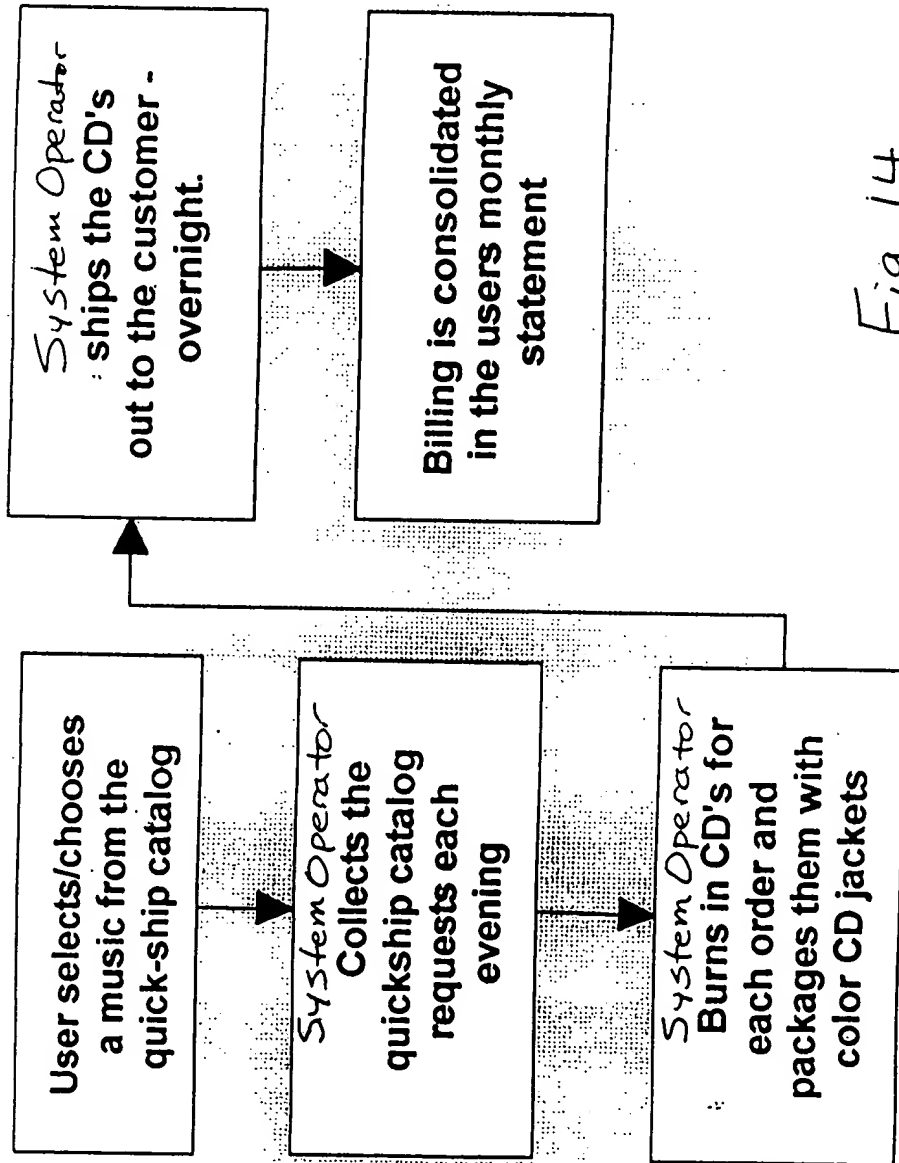 User selects/chooses
a music from the
quick-ship catalog
System Operator
Collects the
quickship catalog
requests each
evening
System Operator
Burns in CD's for
each order and
packages them with
color CD jackets
System Operator
ships the CD's
out to the customer -
overnight.
Billing is consolidated
in the users monthly
statement
Fig 14